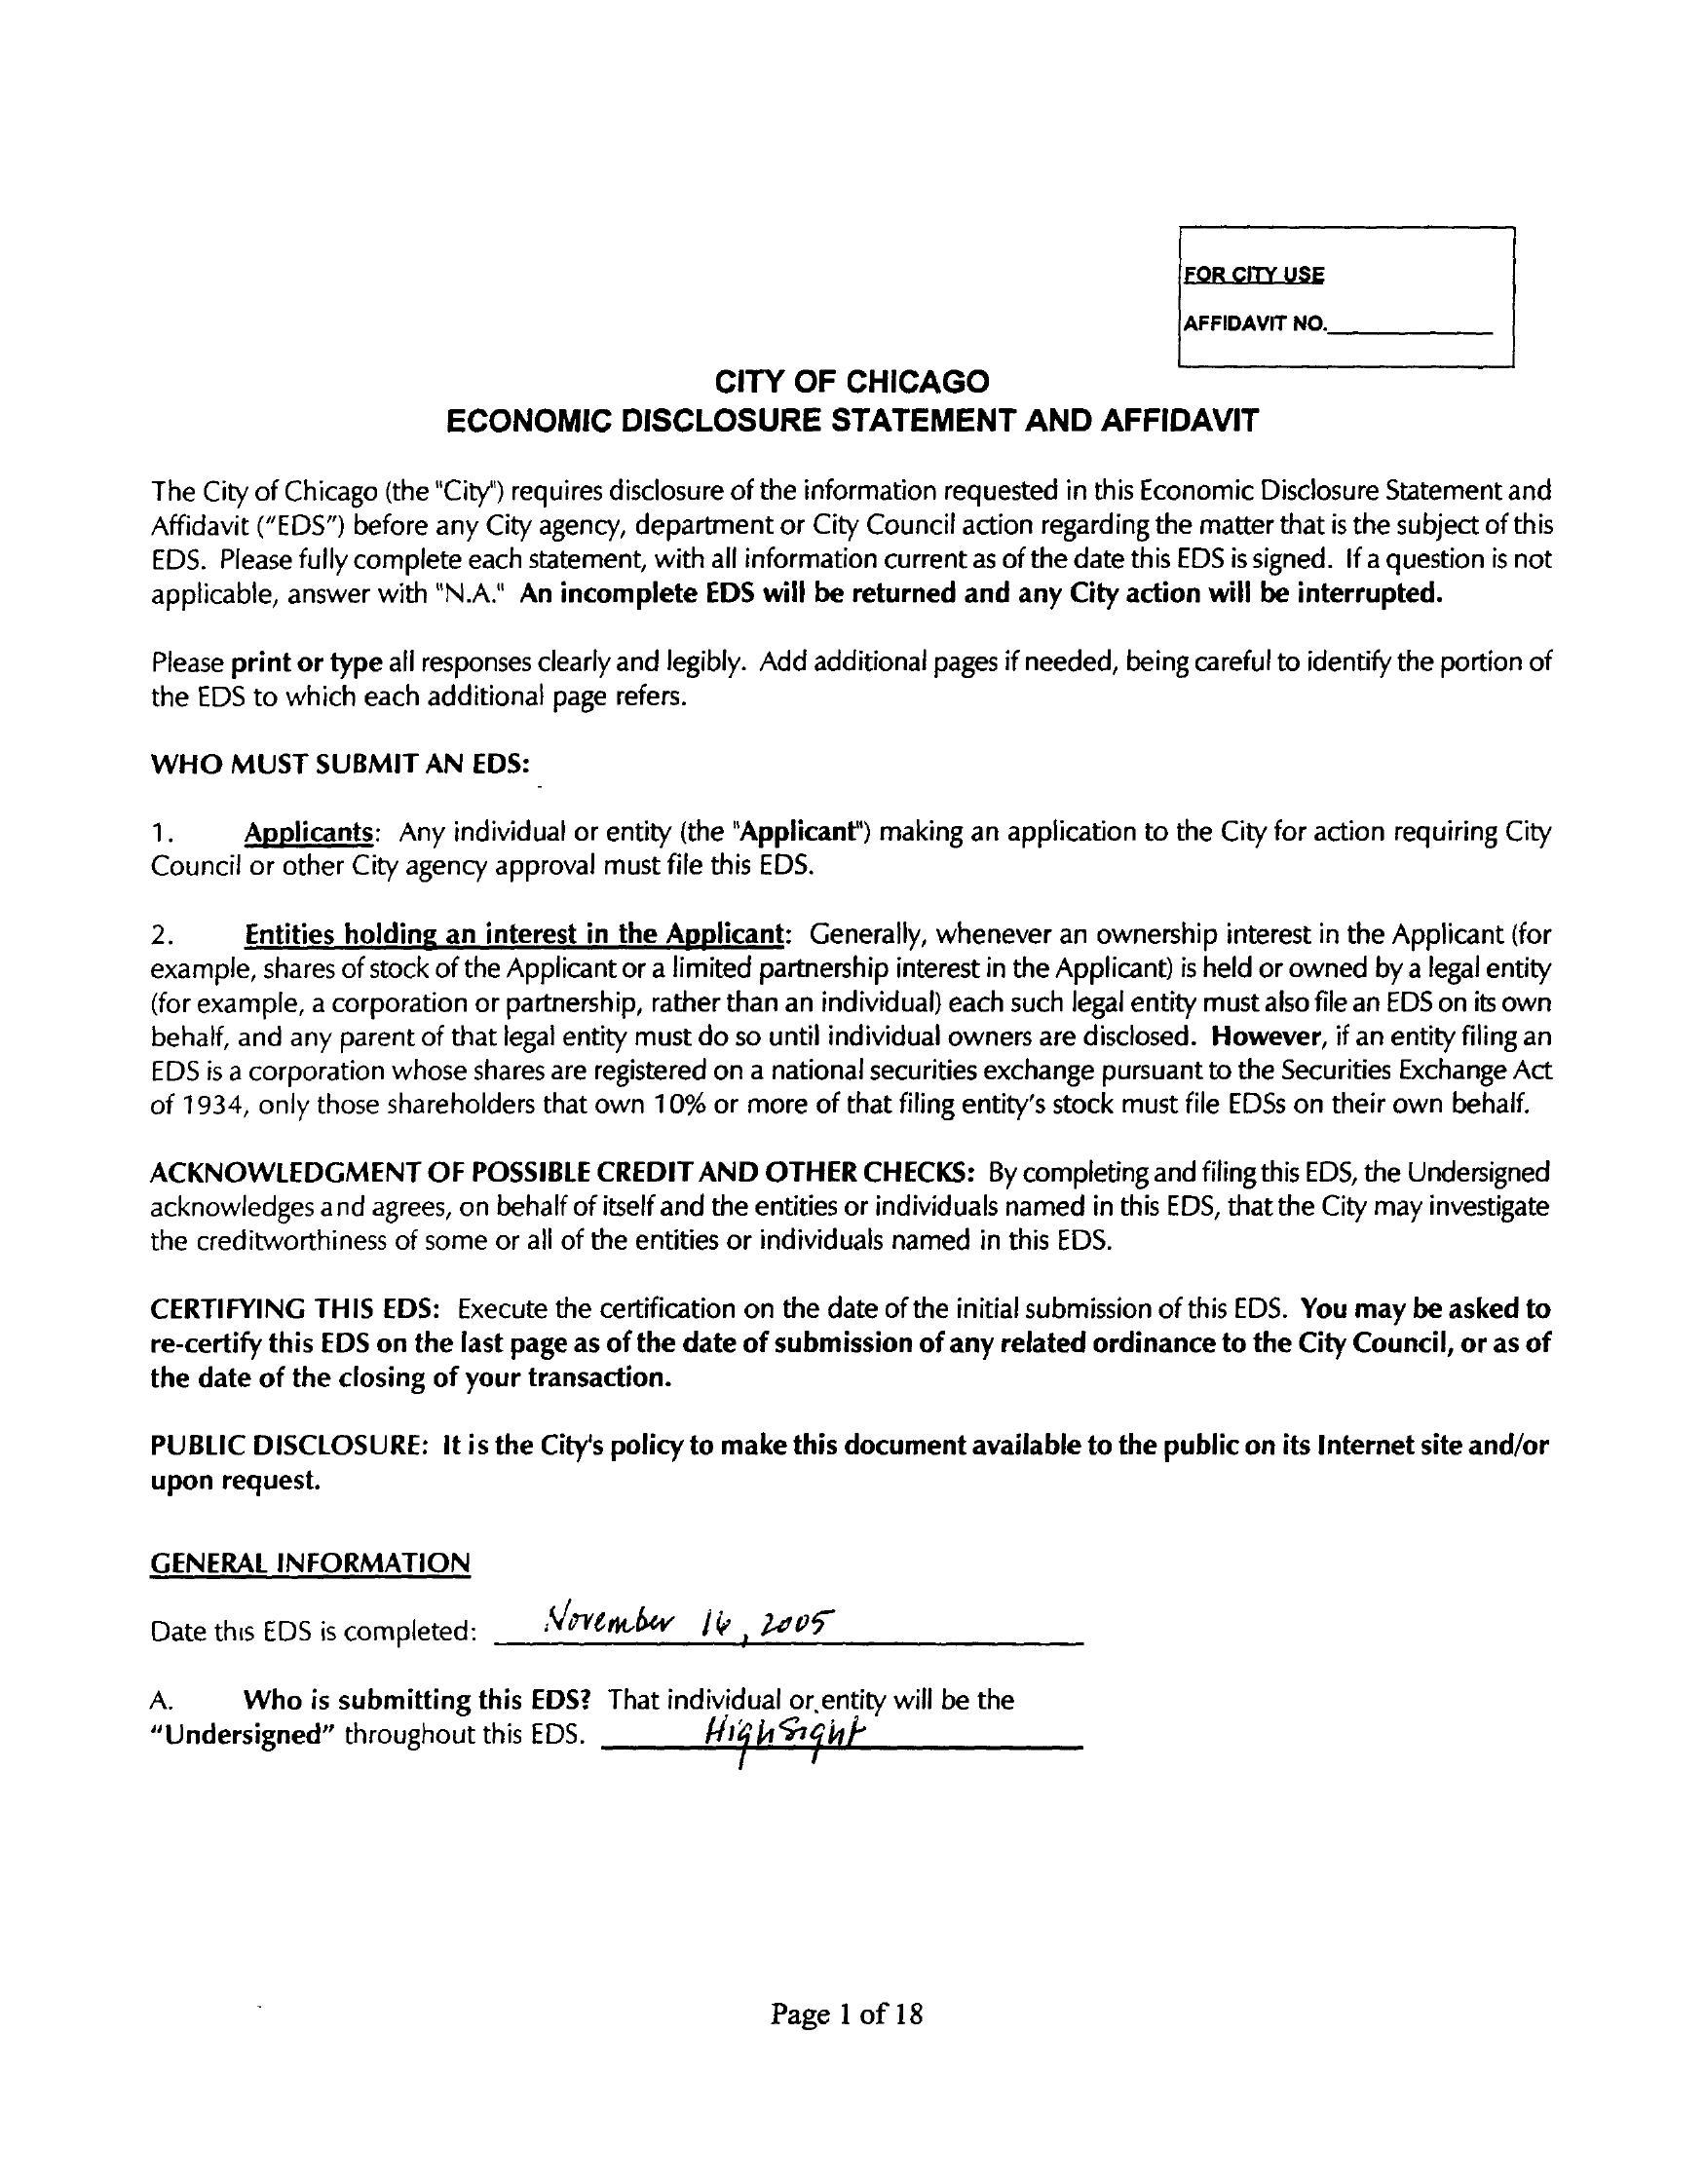 FOR CITY USE
AFFIDAVIT NO.
CITY OF CHICAGO
ECONOMIC DISCLOSURE STATEMENT AND AFFIDAVIT
The City of Chicago (the "City") requires disclosure of the information requested in this Economic Disclosure Statement and
Affidavit ("EDS") before any City agency, department or City Council action regarding the matter that is the subject of this
EDS. Please fully complete each statement, with all information current as of the date this EDS is signed. If a question is not
applicable, answer with "N.A." An incomplete EDS will be returned and any City action will be interrupted.
Please print or type all responses clearly and legibly. Add additional pages if needed, being careful to identify the portion of
the EDS to which each additional page refers.
WHO MUST SUBMIT AN EDS:
1. Applicants: Any individual or entity (the "Applicant") making an application to the City for action requiring City
Council or other City agency approval must file this EDS.
2. Entities holding an interest in the Applicant: Generally, whenever an ownership interest in the Applicant (for
example, shares of stock of the Applicant or a limited partnership interest in the Applicant) is held or owned by a legal entity
(for example, a corporation or partnership, rather than an individual) each such legal entity must also file an EDS on its own
behalf, and any parent of that legal entity must do so until individual owners are disclosed. However, if an entity filing an
EDS is a corporation whose shares are registered on a national securities exchange pursuant to the Securities Exchange Act
of 1934, only those shareholders that own 10% or more of that filing entity's stock must file EDSs on their own behalf.
ACKNOWLEDGMENT OF POSSIBLE CREDIT AND OTHER CHECKS: By completing and filing this EDS, the Undersigned
acknowledges and agrees, on behalf of itself and the entities or individuals named in this EDS, that the City may investigate
the creditworthiness of some or all of the entities or individuals named in this EDS.
CERTIFYING THIS EDS: Execute the certification on the date of the initial submission of this EDS. You may be asked to
re-certify this EDS on the last page as of the date of submission of any related ordinance to the City Council, or as of
the date of the closing of your transaction.
PUBLIC DISCLOSURE: It is the City's policy to make this document available to the public on its Internet site and/or
upon request.
GENERAL INFORMATION
Date this EDS is completed: November 16, 2005
A. Who is submitting this EDS? That individual or entity will be the
"Undersigned" throughout this EDS. HighSight
Page 1 of 18